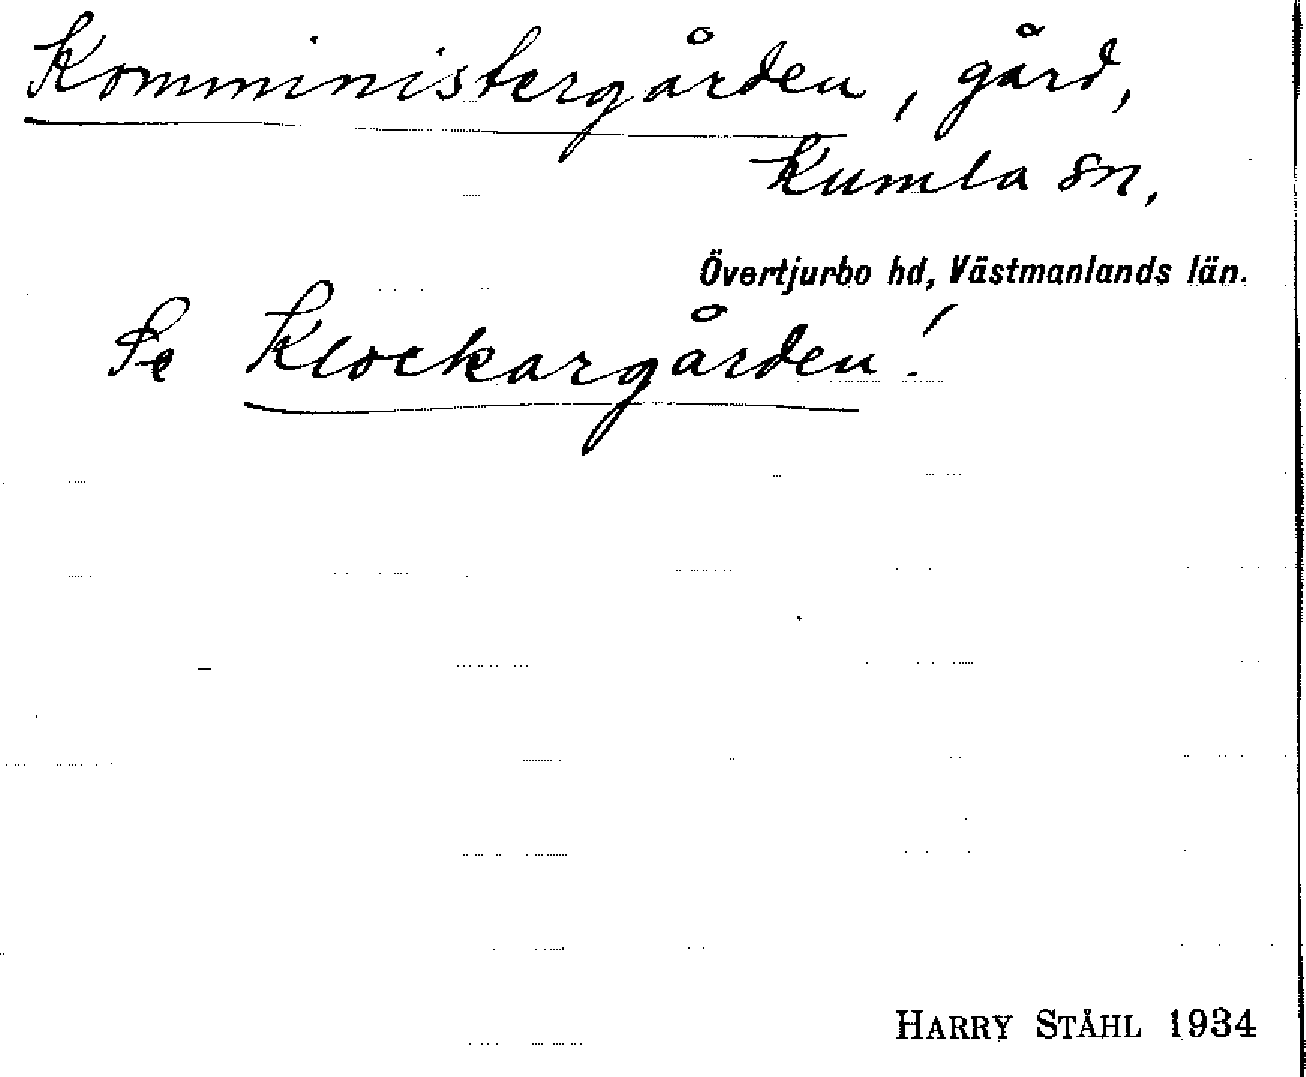 Komministergården, gård,
Kumla sn,
Övertjurbo hd, Västmanlands län.
Se Klockargården!
HARRY STÅHL 1934